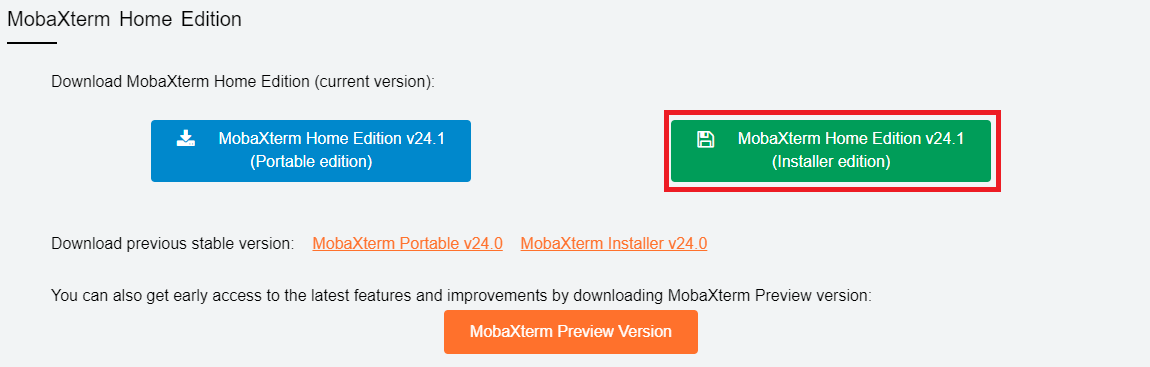 MobaXterm Home Edition
Download MobaXterm Home Edition (current version):
MobaXterm Home Edition v24.1
(Portable edition)
MobaXterm Home Edition v24.1
(Installer edition)
Download previous stable version: MobaXterm Portable v24.0 MobaXterm Installer v24.0
You can also get early access to the latest features and improvements by downloading MobaXterm Preview version:
MobaXterm Preview Version